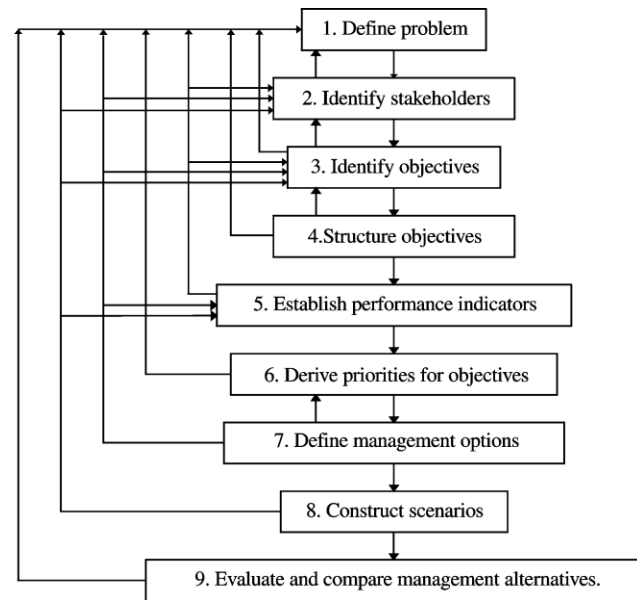 1. Define problem
2. Identify stakeholders
3. Identify objectives
4.Structure objectives
5. Establish performance indicators
6. Derive priorities for objectives
7. Define management options
8. Construct scenarios
9. Evaluate and compare management alternatives.